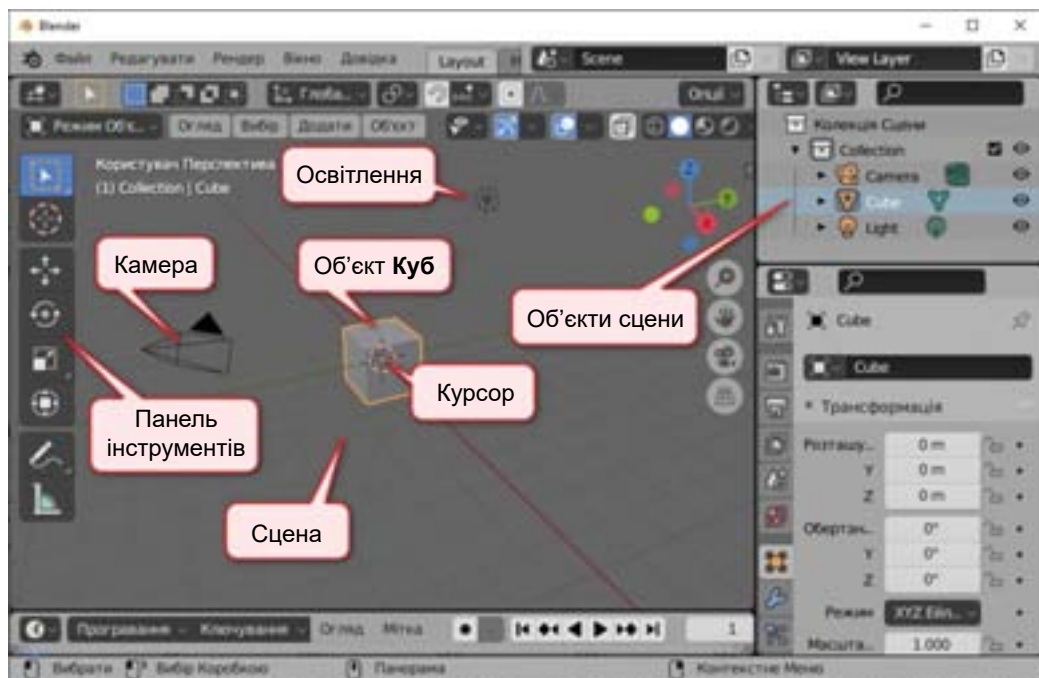 Blender
Файл Редагувати Рендер Вікно Довідка Layout Scene View Layer
Глоба... Опції
Режим Об'є... Огляд Вибір Додати Об'єкт
Користувач Перспектива
(1) Collection | Cube
Освітлення
Камера
Об’єкт Куб
Об’єкти сцени
Курсор
Панель
інструментів
Сцена
Колекція Сцени
Collection
Camera
Cube
Light
Cube
Cube
Трансформація
Розташу... 0 m
Y 0 m
Z 0 m
Обертан... 0°
Y 0°
Z 0°
Режим XYZ Ейл...
Масшта... 1.000
Програвання Ключування Огляд Мітка 1
Вибрати Вибір Коробкою Панорама Контекстне Меню